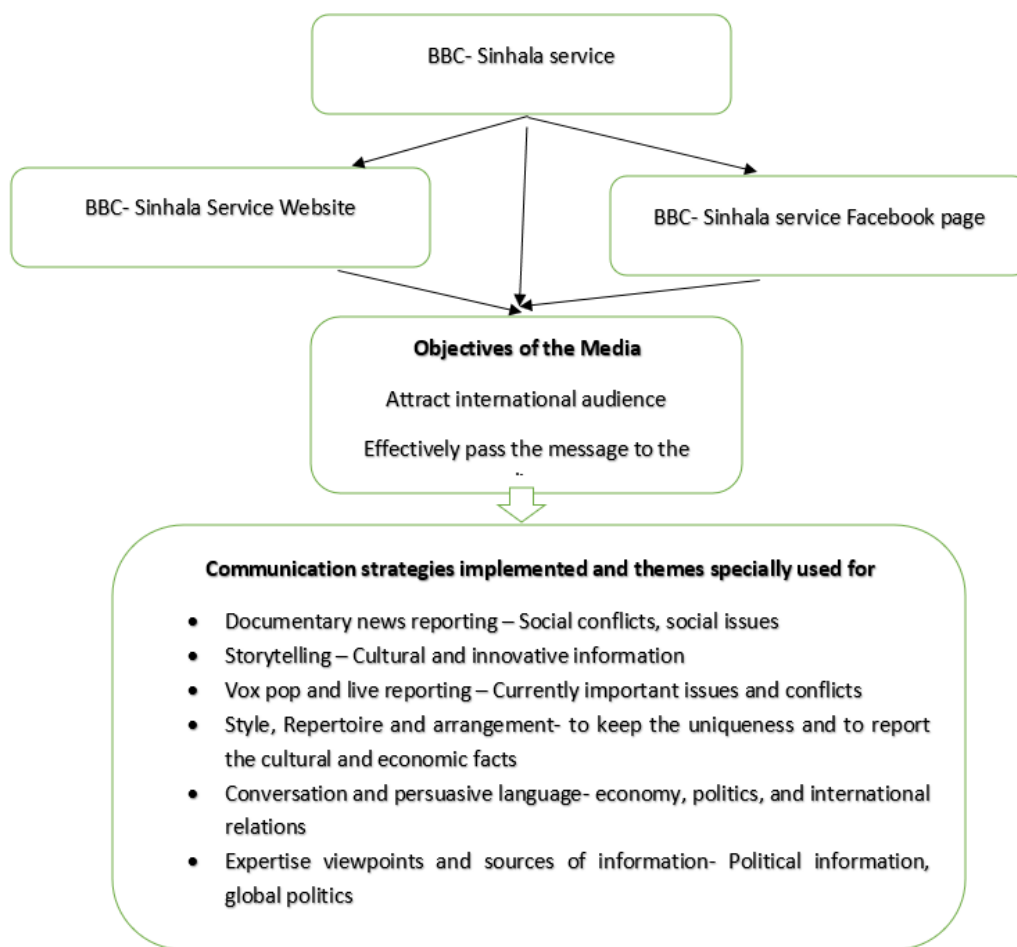 BBC- Sinhala service
BBC- Sinhala Service Website
BBC- Sinhala service Facebook page
Objectives of the Media
Attract international audience
Effectively pass the message to the
Communication strategies implemented and themes specially used for
• Documentary news reporting – Social conflicts, social issues
• Storytelling – Cultural and innovative information
• Vox pop and live reporting – Currently important issues and conflicts
• Style, Repertoire and arrangement- to keep the uniqueness and to report
the cultural and economic facts
• Conversation and persuasive language- economy, politics, and international
relations
• Expertise viewpoints and sources of information- Political information,
global politics